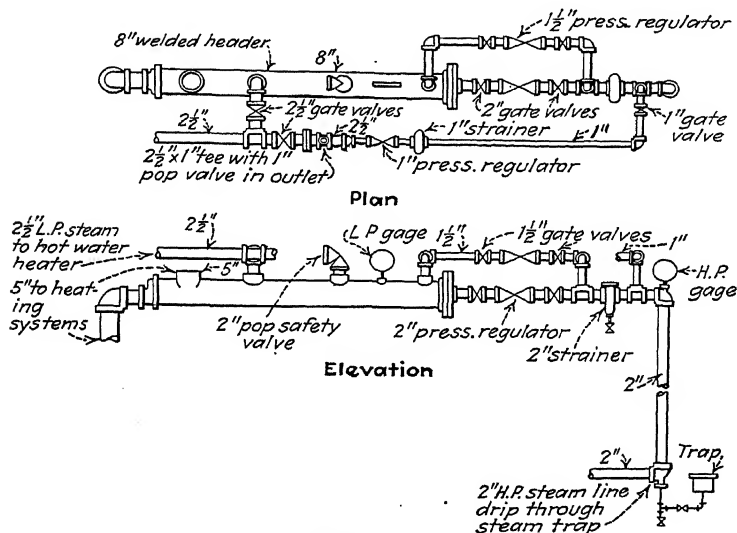 1½" press. regulator
8" welded header
8"
2½" gate valves
2½"
2½"
2" gate valves
1" gate
valve
1" strainer
1"
2½" x 1" tee with 1"
pop valve in outlet
1" press. regulator
Plan
2½" L.P. steam
to hot water
heater
2½"
5"
5" to heat-
ing
systems
L P gage
2" pop safety
valve
1½"
1½" gate valves
1"
H.P.
gage
2" press. regulator
2" strainer
Elevation
2"
2"
Trap
2" H.P. steam line
drip through
steam trap